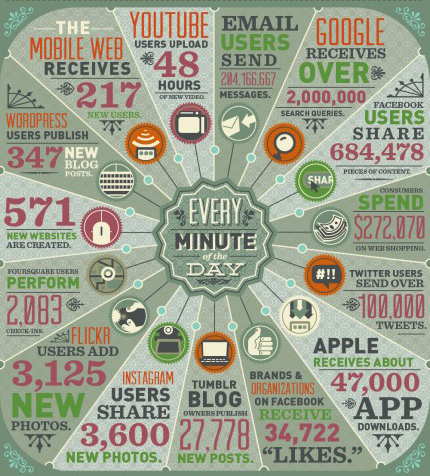 EVERY
MINUTE
of the
DAY
THE
MOBILE WEB
RECEIVES
217
NEW USERS.
YOUTUBE
USERS UPLOAD
48
HOURS
OF NEW VIDEO.
EMAIL
USERS
SEND
204,166,667
MESSAGES.
GOOGLE
RECEIVES
OVER
2,000,000
SEARCH QUERIES.
FACEBOOK
USERS
SHARE
684,478
PIECES OF CONTENT.
SHAR
CONSUMERS
SPEND
$272,070
ON WEB SHOPPING.
#!!
TWITTER USERS
SEND OVER
100,000
TWEETS.
APPLE
RECEIVES ABOUT
47,000
APP
DOWNLOADS.
BRANDS &
ORGANIZATIONS
ON FACEBOOK
RECEIVE
34,722
"LIKES."
TUMBLR
BLOG
OWNERS PUBLISH
27,778
NEW POSTS.
INSTAGRAM
USERS
SHARE
3,600
NEW PHOTOS.
FLICKR
USERS ADD
3,125
NEW
PHOTOS.
FOURSQUARE USERS
PERFORM
2,083
CHECK-INS.
571
NEW WEBSITES
ARE CREATED.
WORDPRESS
USERS PUBLISH
347 NEW
BLOG
POSTS.